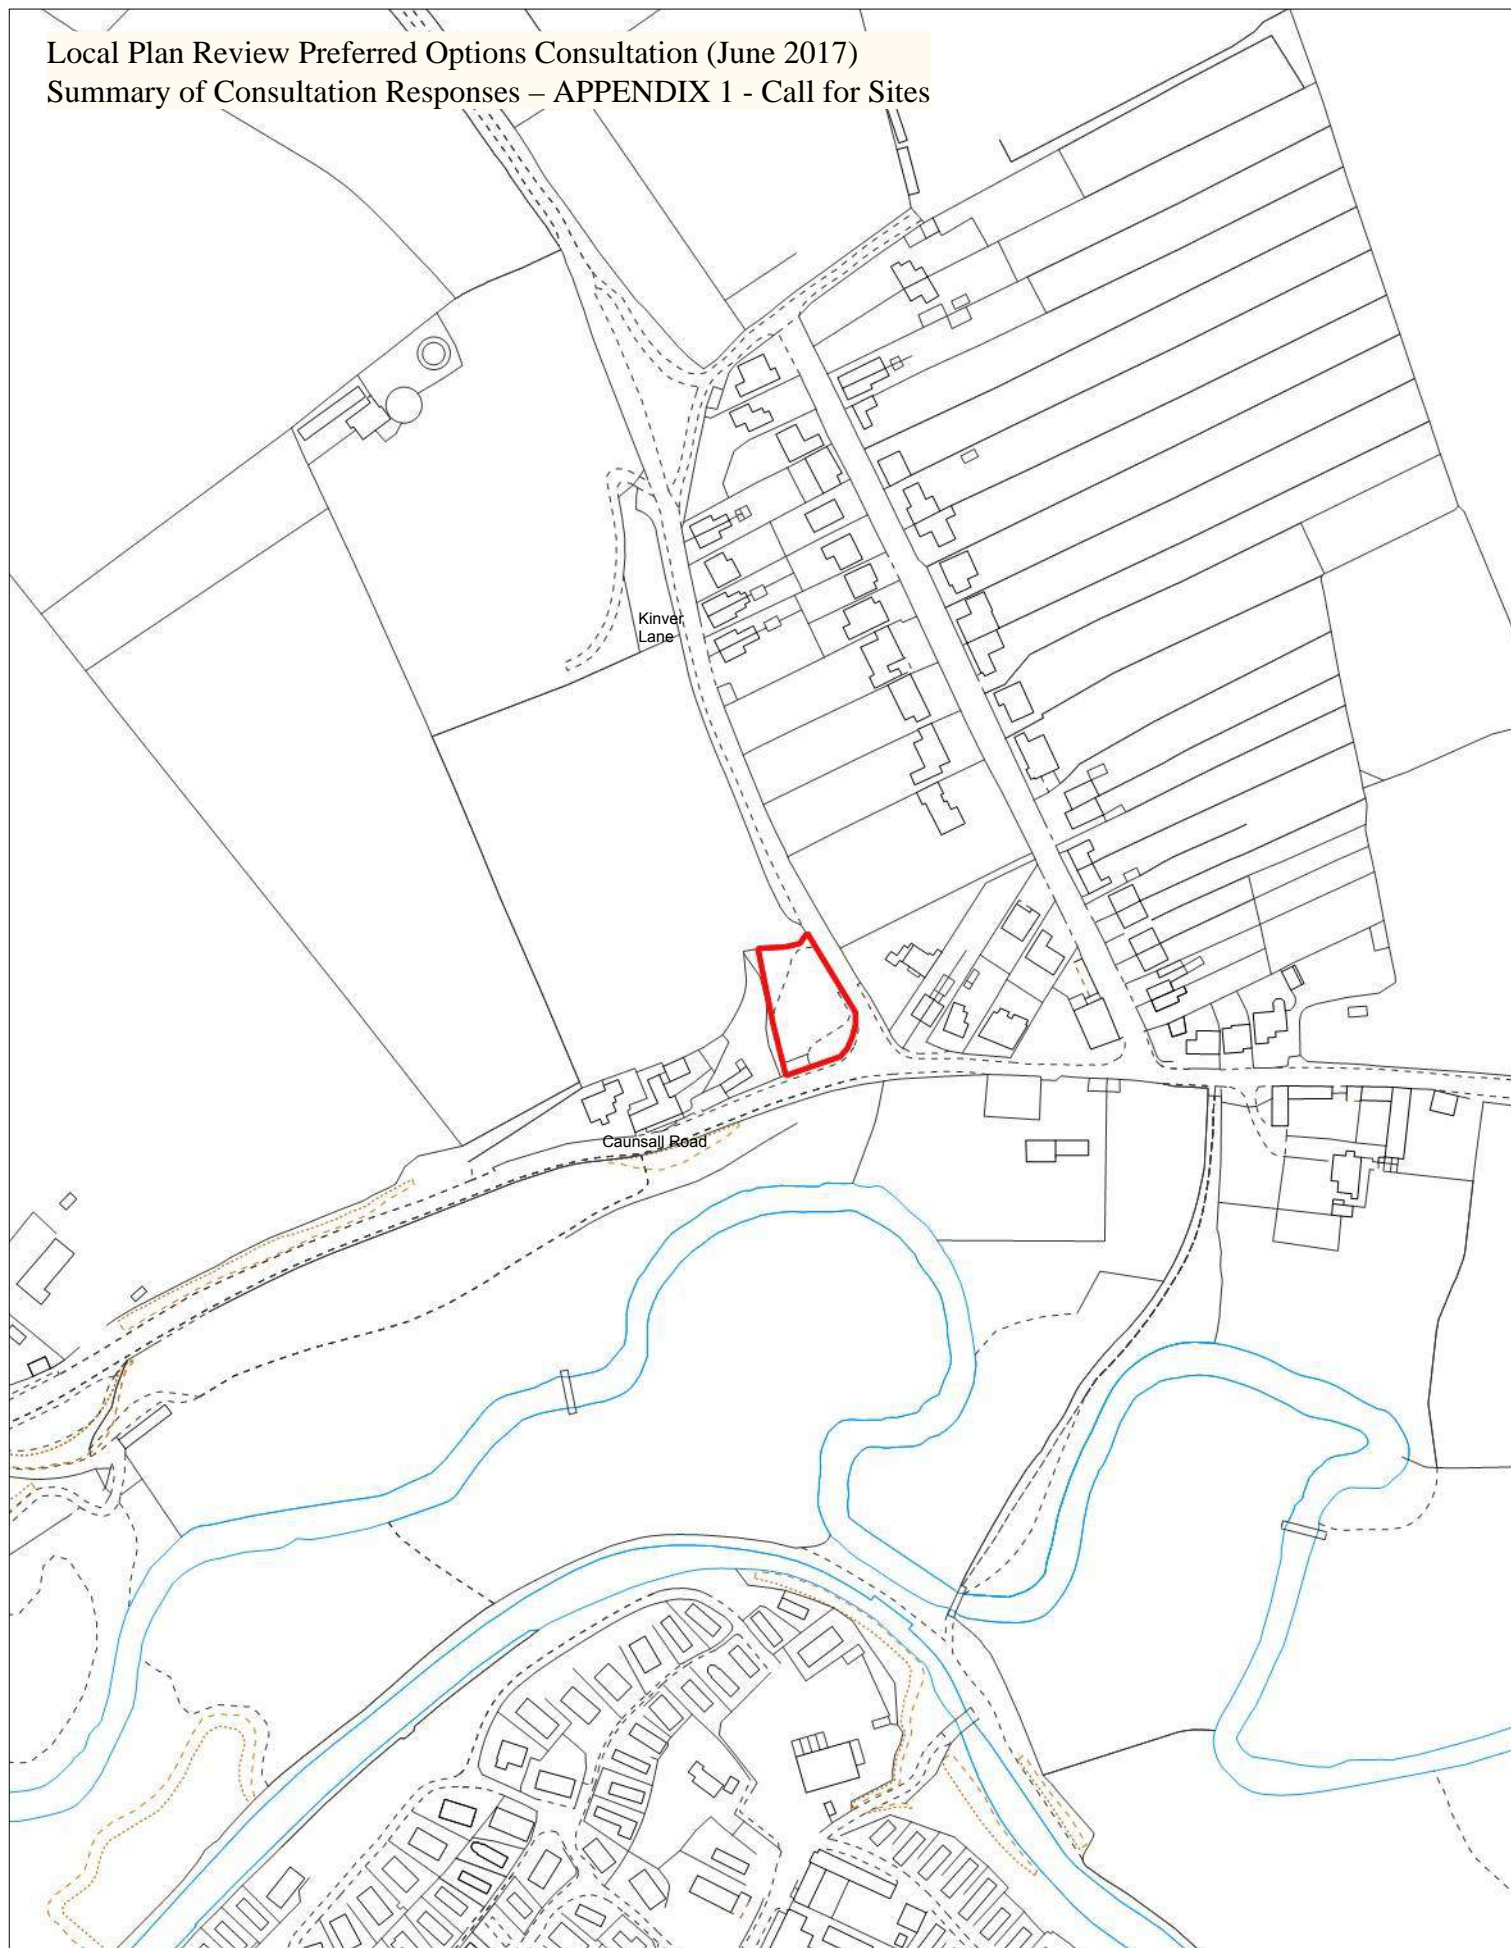 Local Plan Review Preferred Options Consultation (June 2017)
Summary of Consultation Responses – APPENDIX 1 - Call for Sites
Kinver
Lane
Caunsall Road